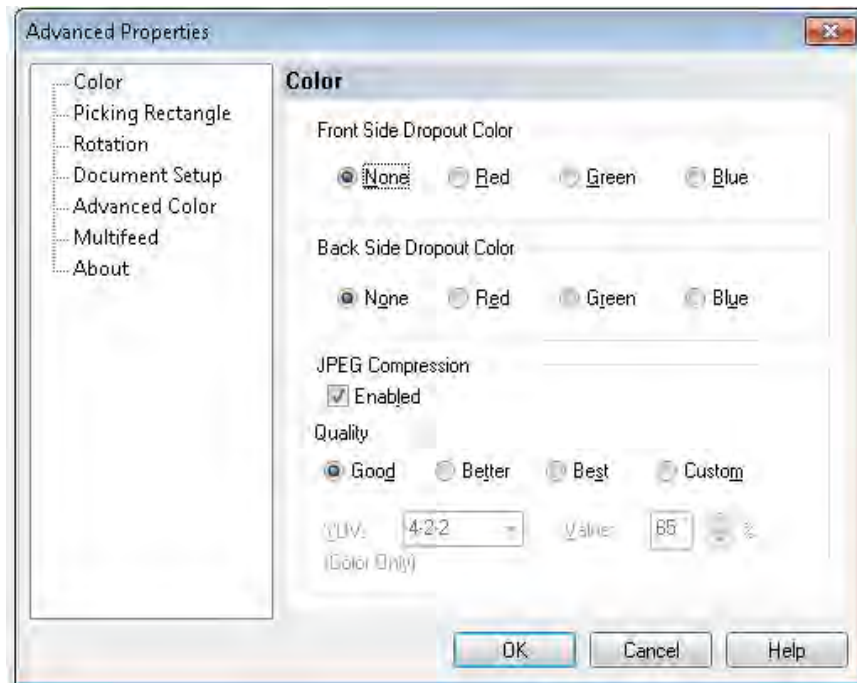 Advanced Properties
Color
Picking Rectangle
Rotation
Document Setup
Advanced Color
Multifeed
About
Color
Front Side Dropout Color
None Red Green Blue
Back Side Dropout Color
None Red Green Blue
JPEG Compression
Enabled
Quality
Good Better Best Custom
YUV: 4-2-2 Value: 65 %
(Color Only)
OK Cancel Help